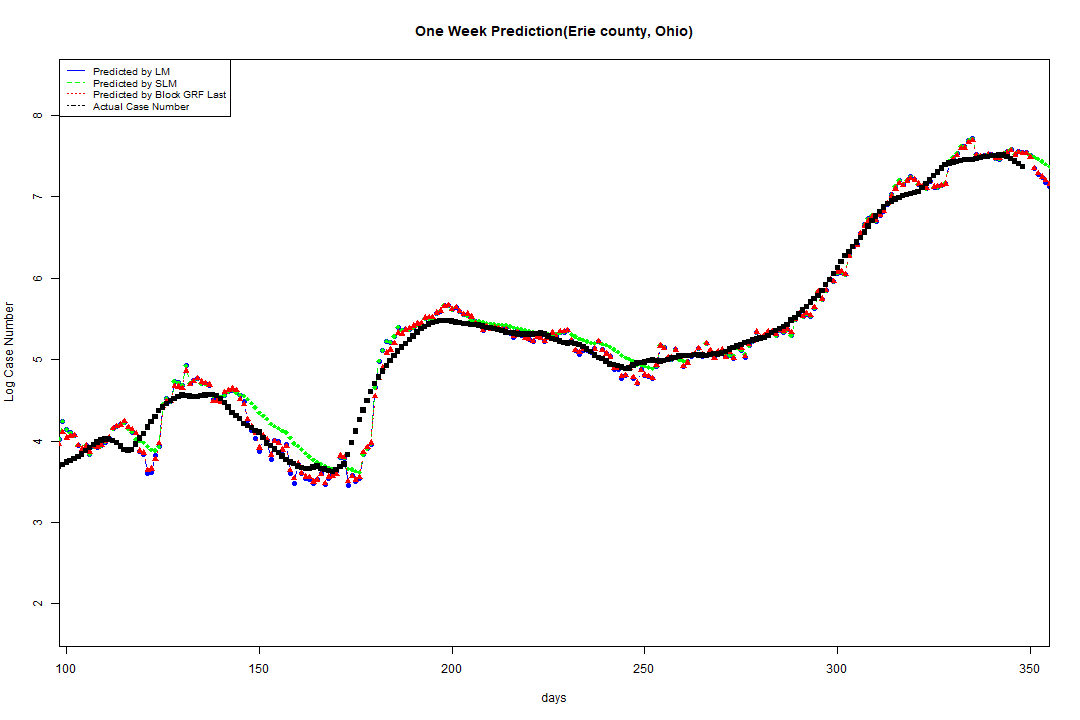 One Week Prediction(Erie county, Ohio)
Predicted by LM
Predicted by SLM
Predicted by Block GRF Last
Actual Case Number
8
7
6
5
4
3
2
Log Case Number
100 150 200 250 300 350
days